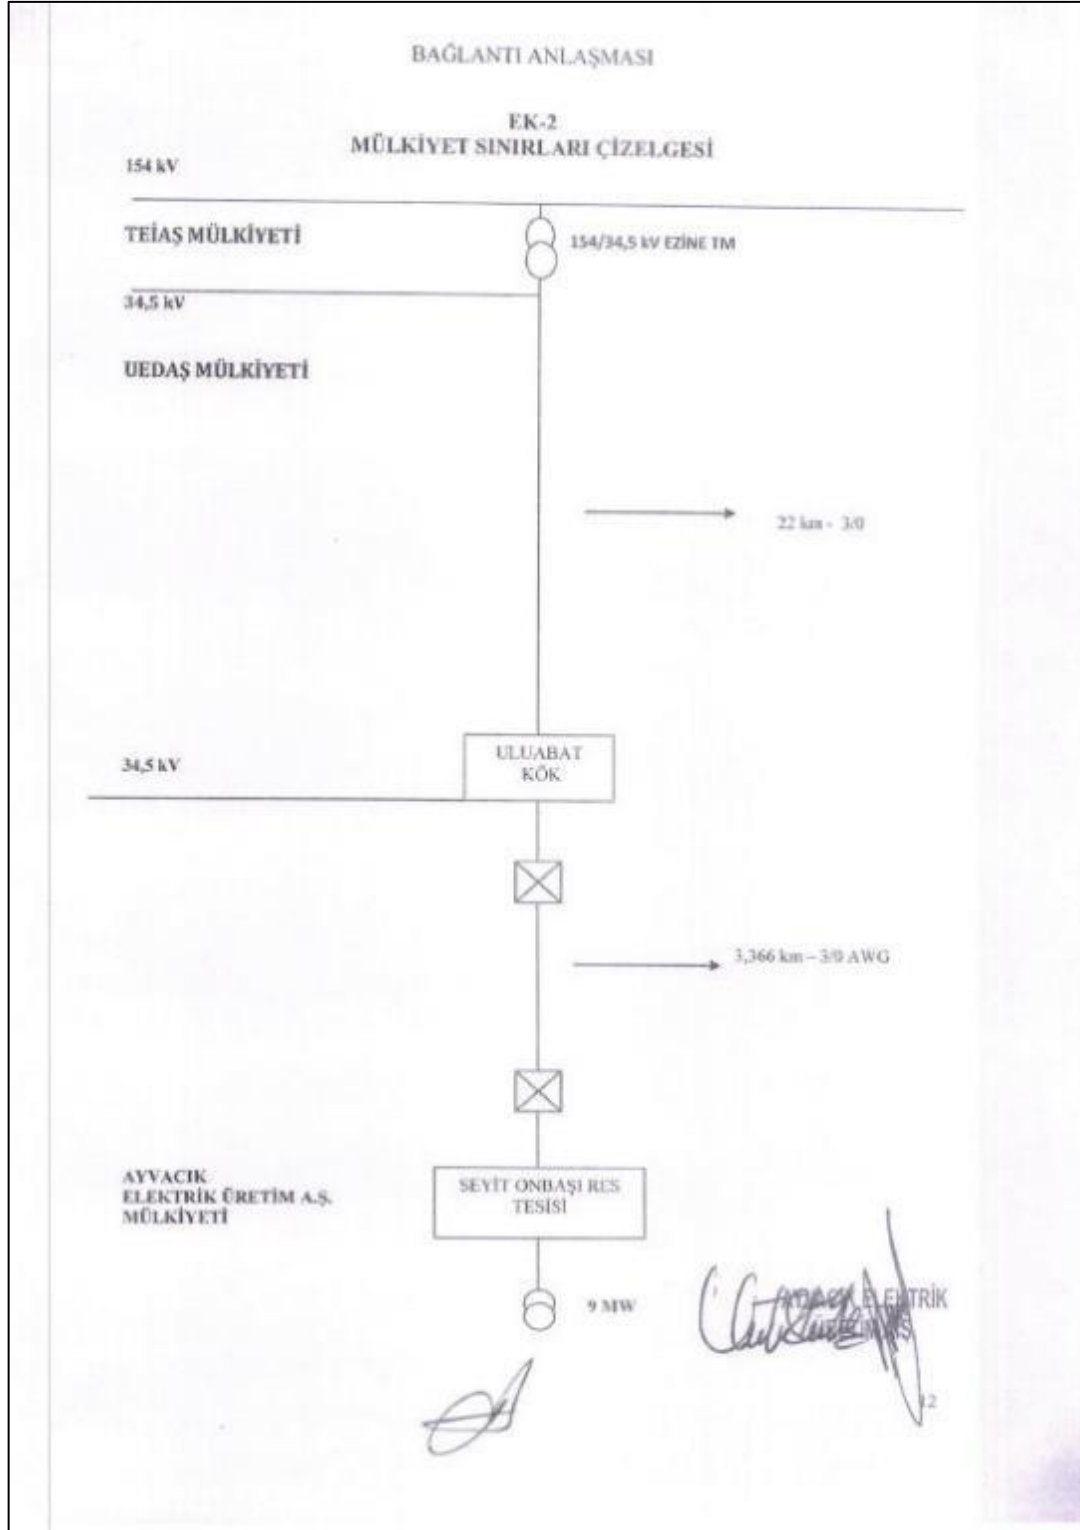 BAĞLANTI ANLAŞMASI
EK-2
MÜLKİYET SINIRLARI ÇİZELGESİ
154 kV
TEİAŞ MÜLKİYETİ
154/34,5 kV EZİNE TM
34,5 kV
UEDAŞ MÜLKİYETİ
22 km - 3/0
ULUABAT
KÖK
34,5 kV
3,366 km – 3/0 AWG
AYVACIK
ELEKTRİK ÜRETİM A.Ş.
MÜLKİYETİ
SEYİT ONBAŞI RES
TESİSİ
9 MW
ELEKTRİK
12